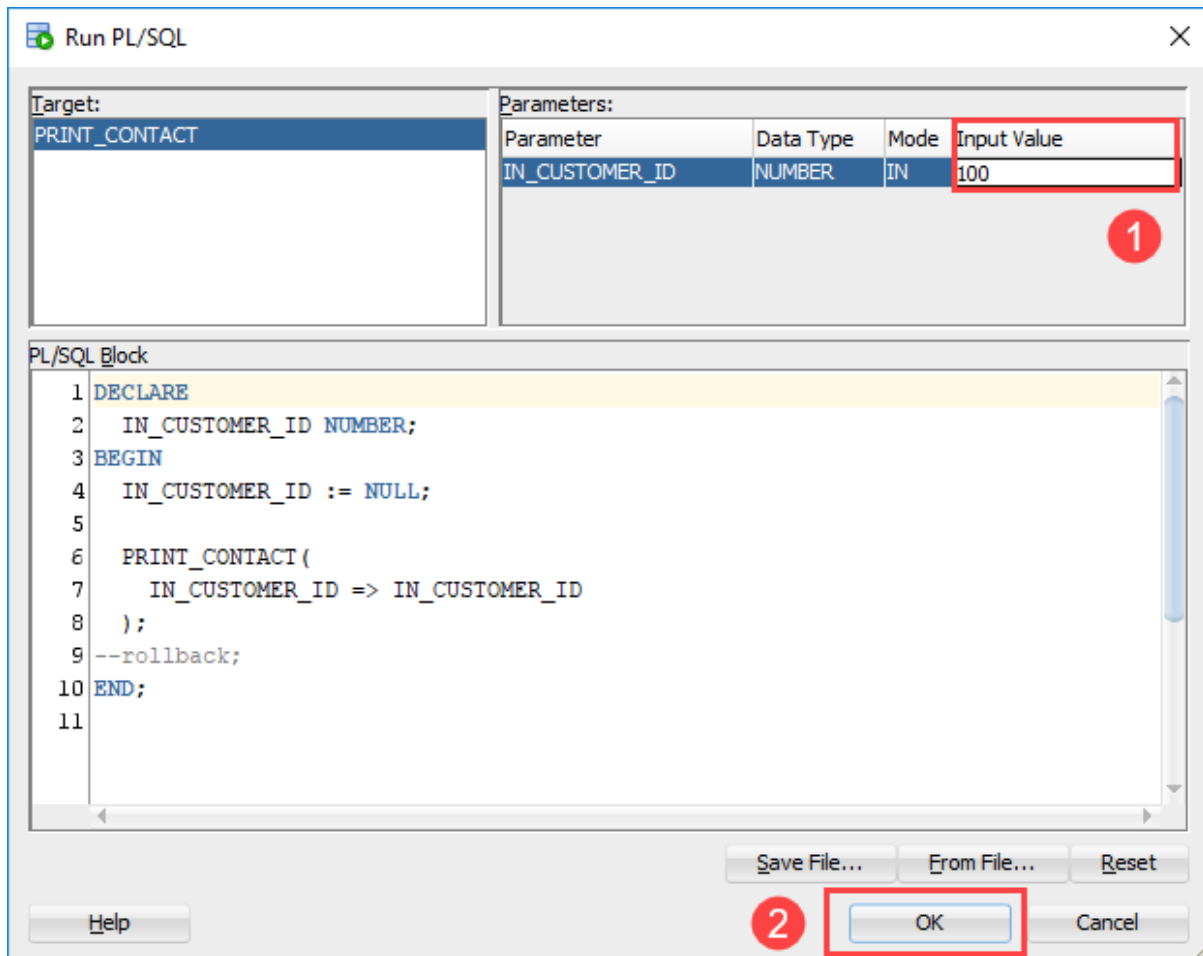 Run PL/SQL
Target:
PRINT_CONTACT
Parameters:
Parameter Data Type Mode Input Value
IN_CUSTOMER_ID NUMBER IN 100
1
PL/SQL Block
1 DECLARE
2 IN_CUSTOMER_ID NUMBER;
3 BEGIN
4 IN_CUSTOMER_ID := NULL;
5
6 PRINT_CONTACT(
7 IN_CUSTOMER_ID => IN_CUSTOMER_ID
8 );
9 --rollback;
10 END;
11
Save File... From File... Reset
Help 2 OK Cancel